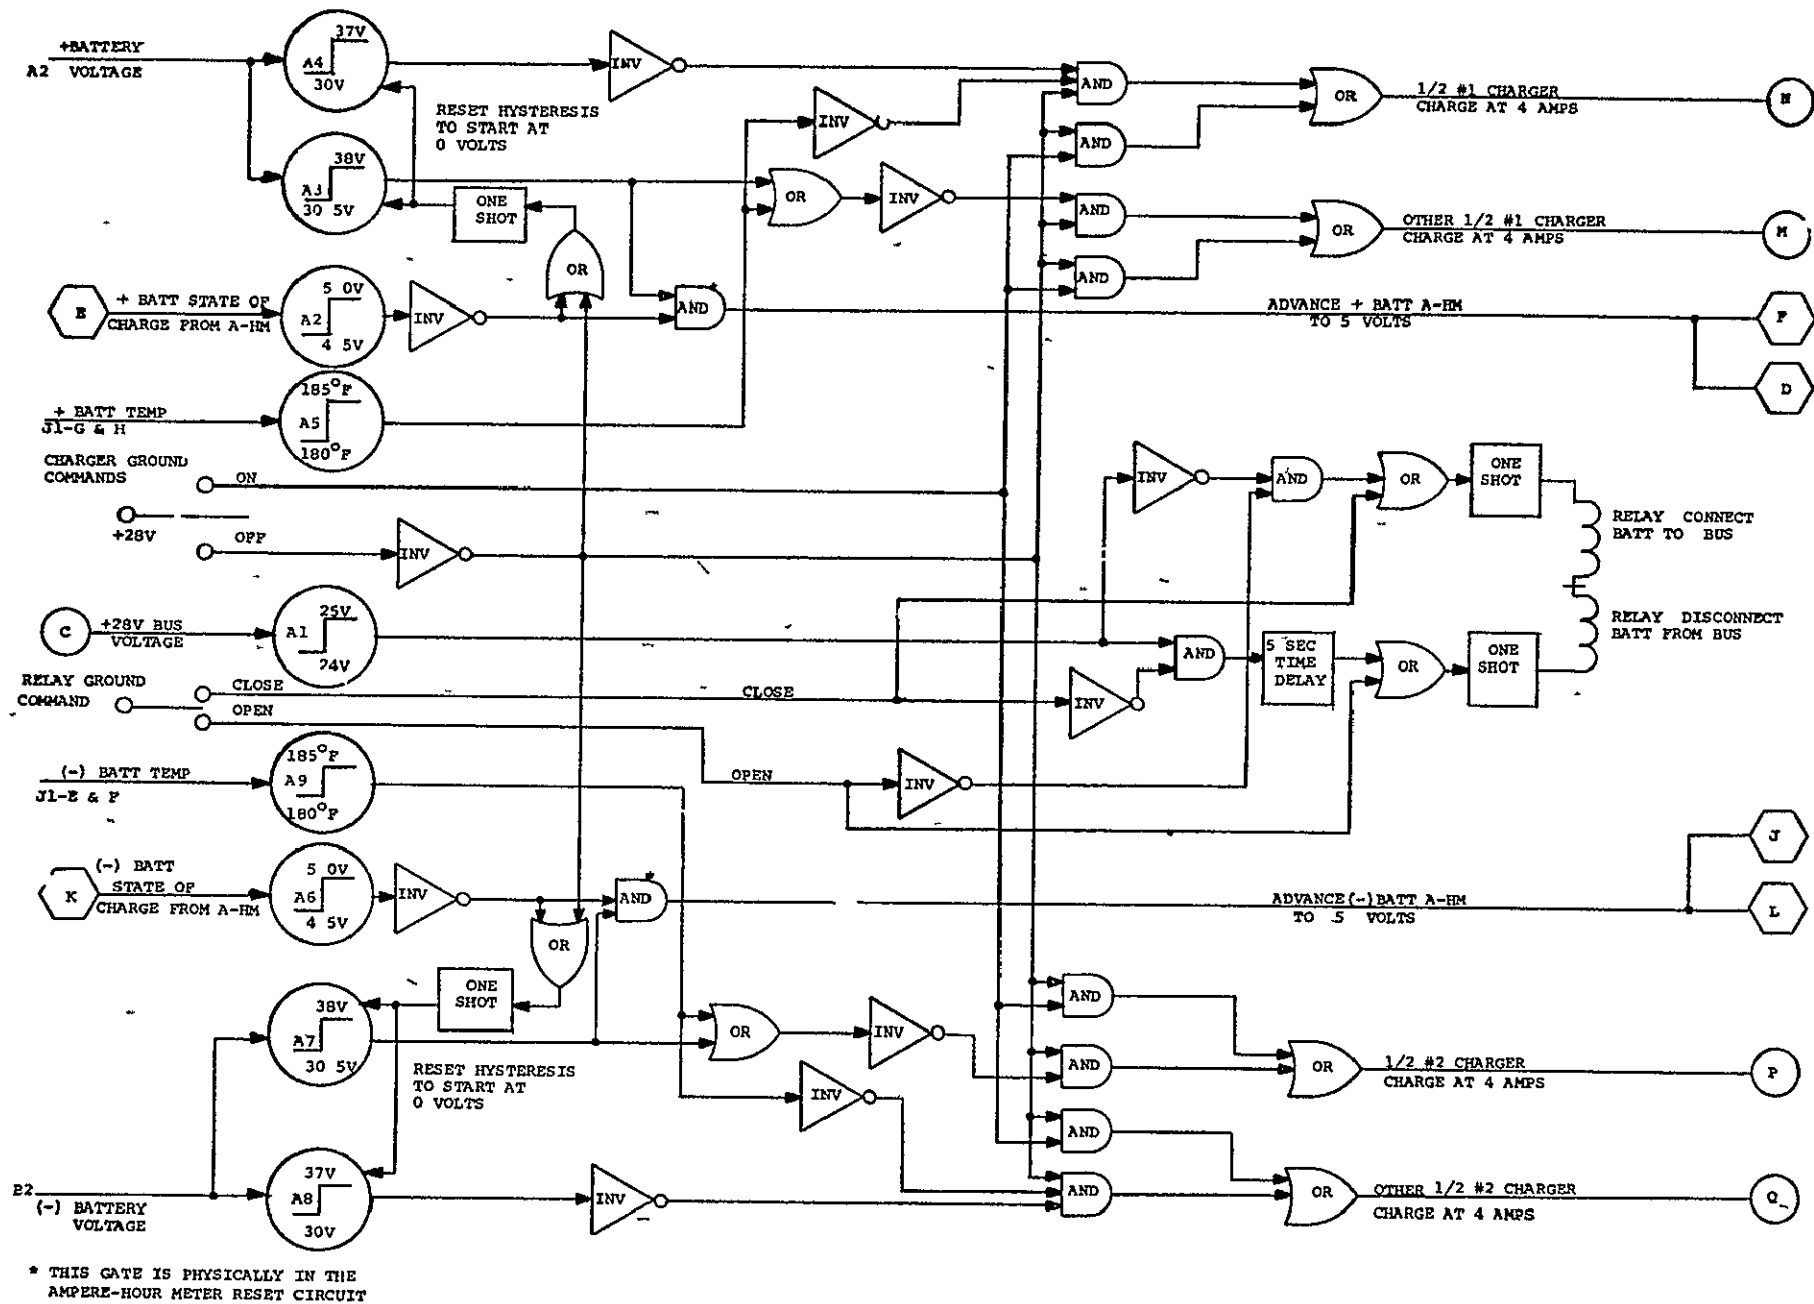 +BATTERY
A2 VOLTAGE
37V
A4
30V
INV
AND
OR
1/2 #1 CHARGER
CHARGE AT 4 AMPS
N
RESET HYSTERESIS
TO START AT
0 VOLTS
INV
AND
38V
A3
30 5V
ONE
SHOT
OR
INV
AND
OR
OTHER 1/2 #1 CHARGER
CHARGE AT 4 AMPS
M
OR
AND
+ BATT STATE OF
CHARGE FROM A-HM
5 0V
A2
4 5V
INV
AND
*
ADVANCE + BATT A-HM
TO 5 VOLTS
F
D
+ BATT TEMP
J1-G & H
185°F
A5
180°F
CHARGER GROUND
COMMANDS
ON
+28V
OFF
INV
INV
AND
OR
ONE
SHOT
RELAY CONNECT
BATT TO BUS
C
+28V BUS
VOLTAGE
A1
25V
24V
AND
5 SEC
TIME
DELAY
OR
ONE
SHOT
RELAY DISCONNECT
BATT FROM BUS
RELAY GROUND
COMMAND
CLOSE
CLOSE
INV
OPEN
OPEN
INV
(-) BATT TEMP
J1-E & F
185°F
A9
180°F
J
K
(-) BATT
STATE OF
CHARGE FROM A-HM
5 0V
A6
4 5V
INV
AND
*
ADVANCE(-)BATT A-HM
TO .5 VOLTS
L
OR
ONE
SHOT
38V
A7
30 5V
RESET HYSTERESIS
TO START AT
0 VOLTS
OR
INV
INV
AND
AND
OR
1/2 #2 CHARGER
CHARGE AT 4 AMPS
P
AND
(-) BATTERY
VOLTAGE
37V
A8
30V
INV
AND
OR
OTHER 1/2 #2 CHARGER
CHARGE AT 4 AMPS
Q
* THIS GATE IS PHYSICALLY IN THE
AMPERE-HOUR METER RESET CIRCUIT